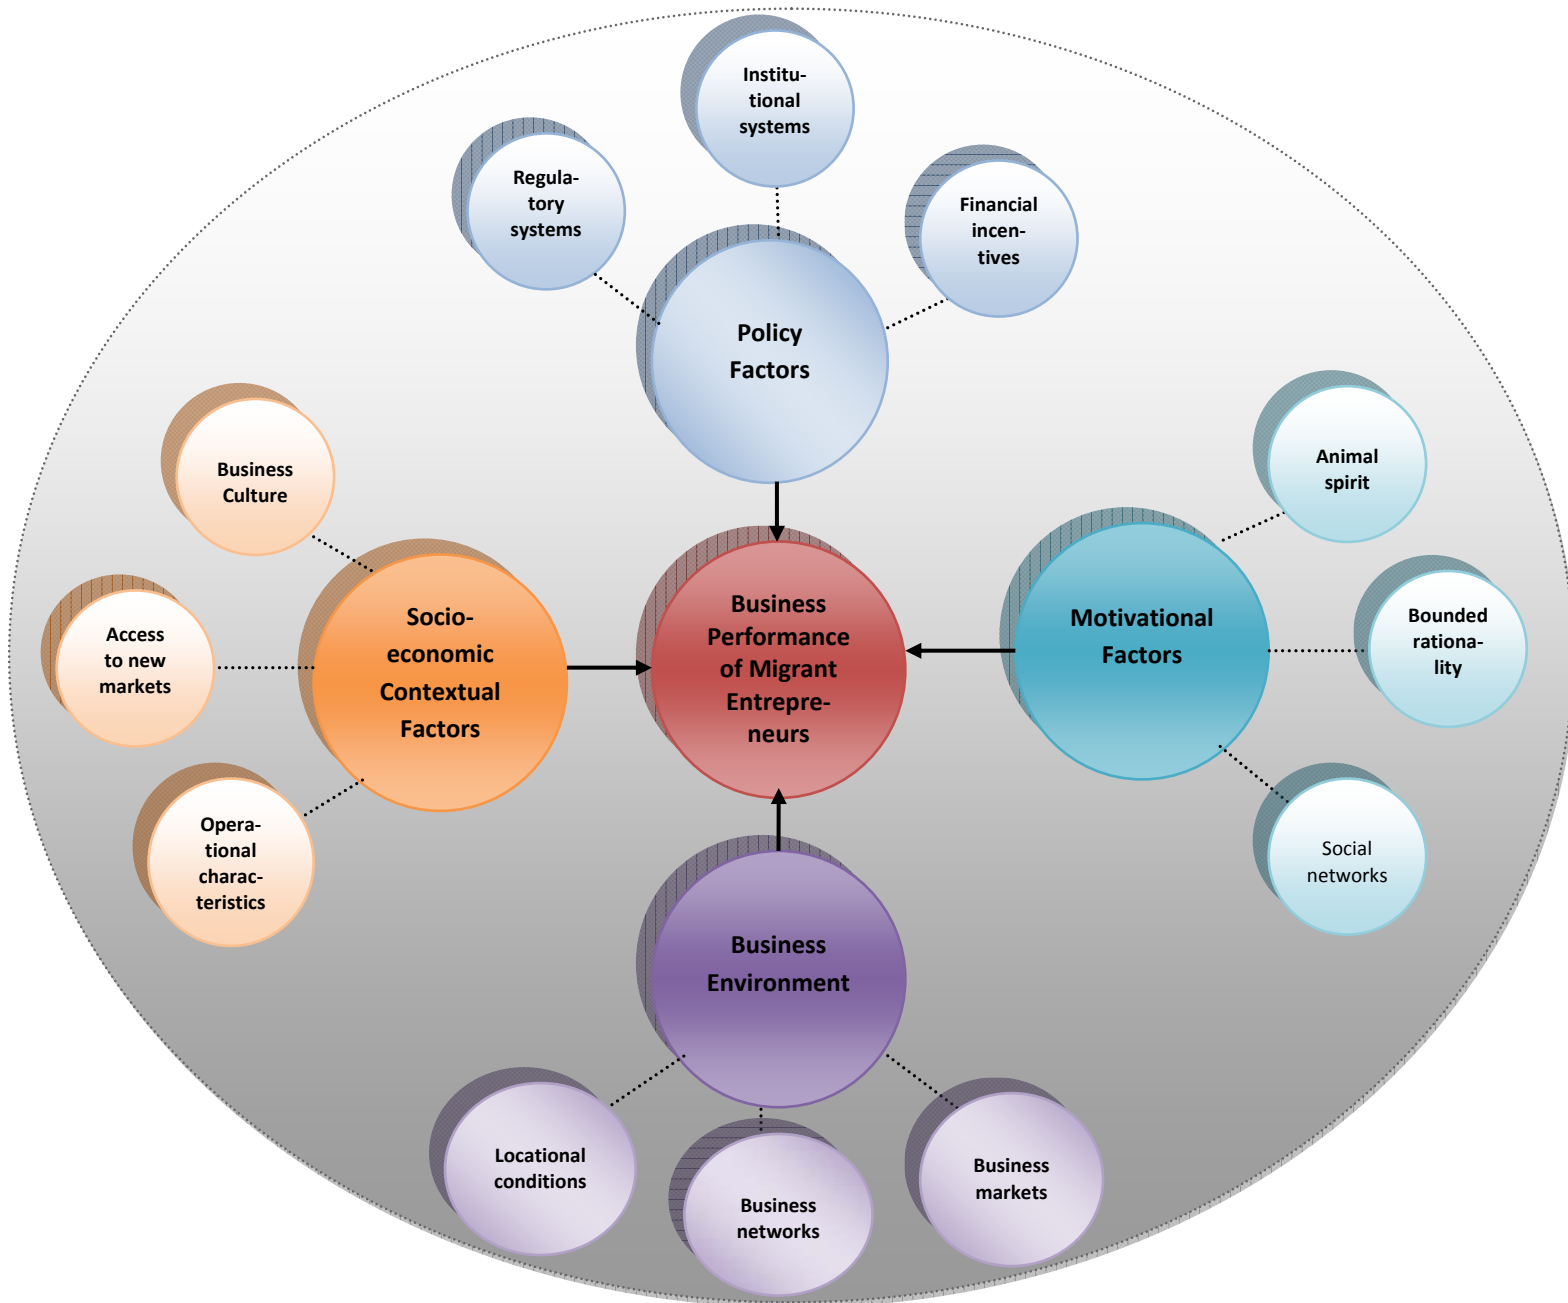 Institu-
tional
systems
Regula-
tory
systems
Financial
incen-
tives
Policy
Factors
Business
Culture
Animal
spirit
Access
to new
markets
Socio-
economic
Contextual
Factors
Business
Performance
of Migrant
Entrepre-
neurs
Motivational
Factors
Bounded
rationa-
lity
Opera-
tional
charac-
teristics
Social
networks
Business
Environment
Locational
conditions
Business
networks
Business
markets